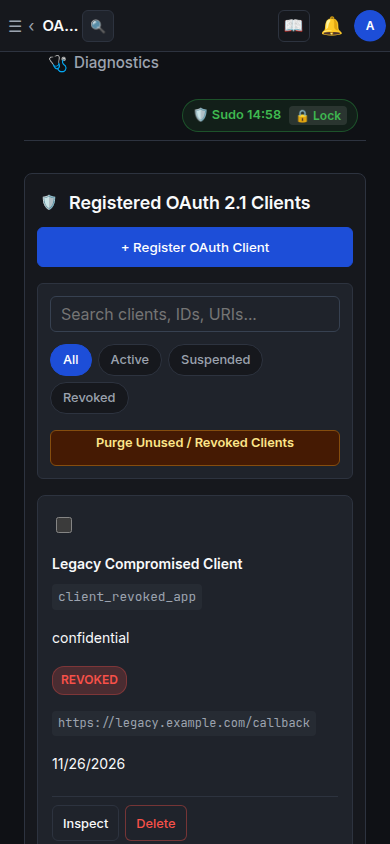 OA...
A
Diagnostics
Sudo 14:58
Lock
Registered OAuth 2.1 Clients
+ Register OAuth Client
Search clients, IDs, URIs...
All
Active
Suspended
Revoked
Purge Unused / Revoked Clients
Legacy Compromised Client
client_revoked_app
confidential
REVOKED
https://legacy.example.com/callback
11/26/2026
Inspect
Delete